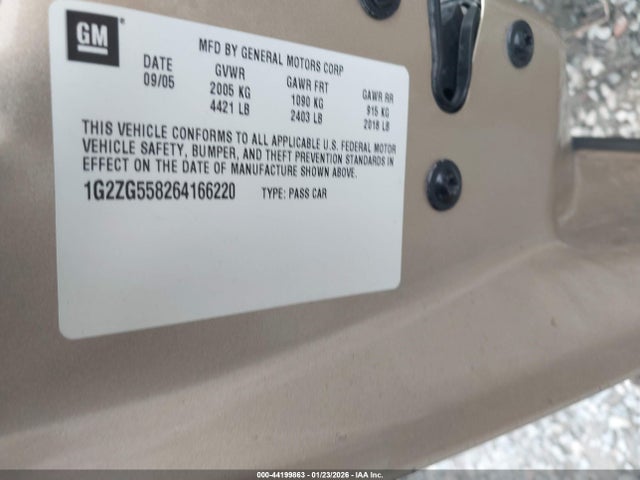 GM
MFD BY GENERAL MOTORS CORP
DATE GVWR GAWR FRT GAWR RR
09/05 2005 KG 1090 KG 915 KG
4421 LB 2403 LB 2018 LB
THIS VEHICLE CONFORMS TO ALL APPLICABLE U.S. FEDERAL MOTOR
VEHICLE SAFETY, BUMPER, AND THEFT PREVENTION STANDARDS IN
EFFECT ON THE DATE OF MANUFACTURE SHOWN ABOVE.
1G2ZG558264166220 TYPE: PASS CAR
000-44199863 - 01/23/2026 - IAA Inc.